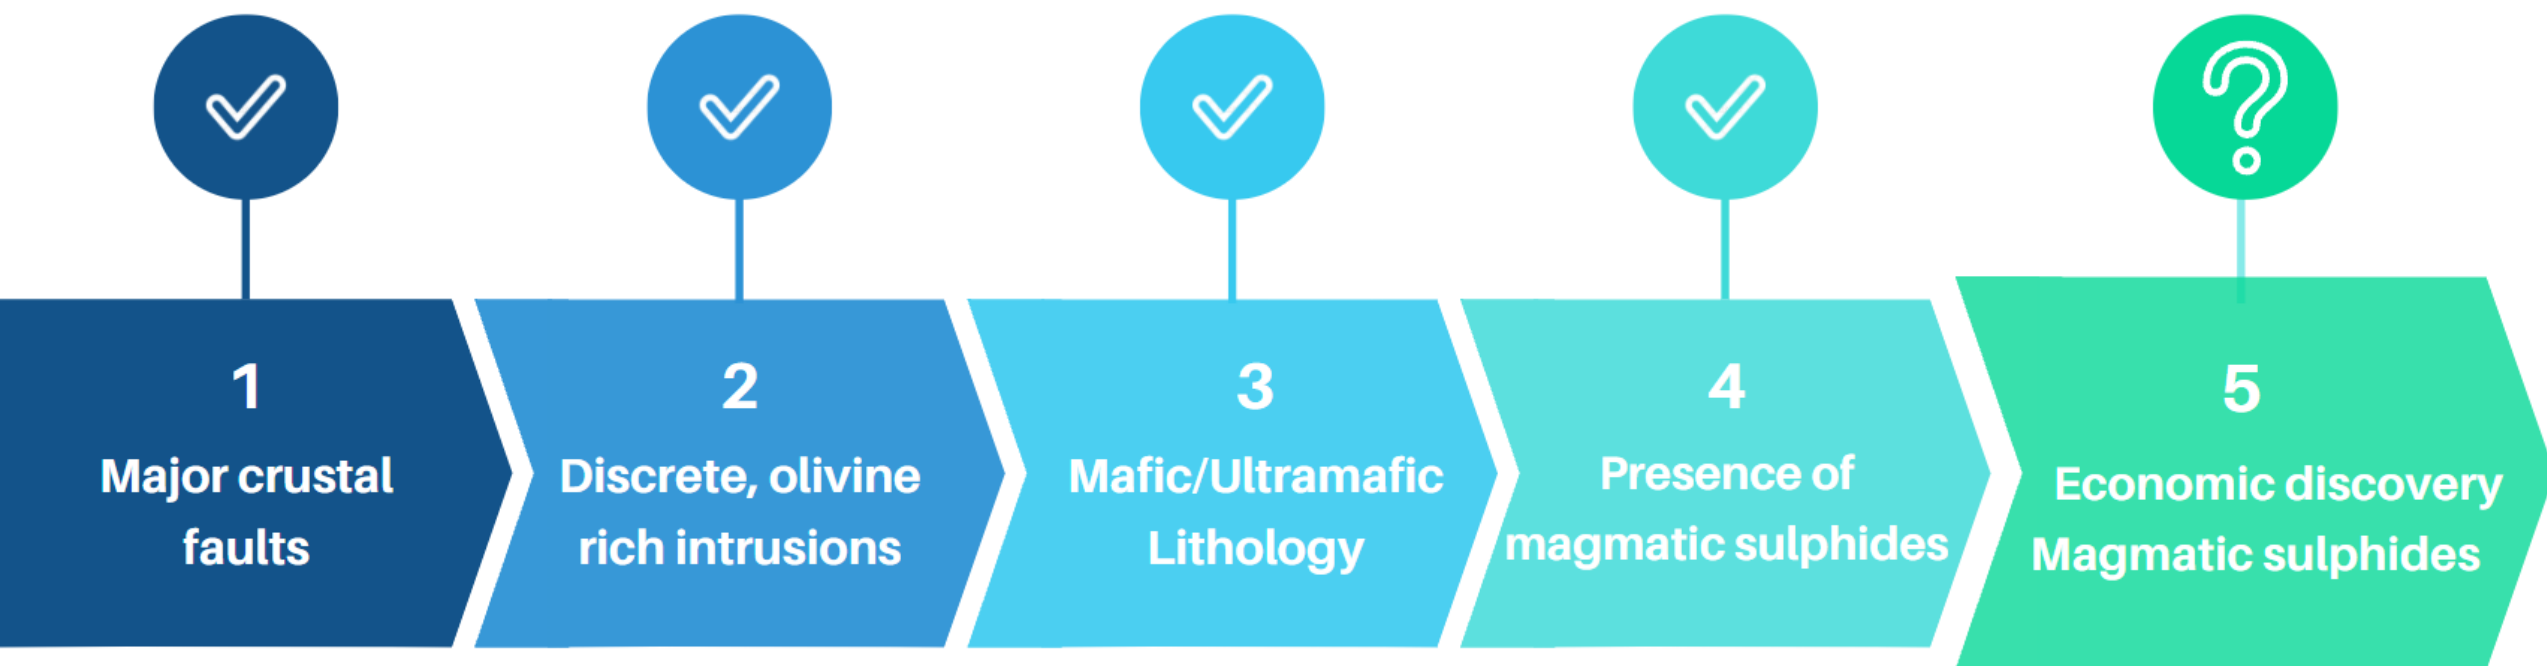 1
Major crustal
faults
2
Discrete, olivine
rich intrusions
3
Mafic/Ultramafic
Lithology
4
Presence of
magmatic sulphides
5
Economic discovery
Magmatic sulphides